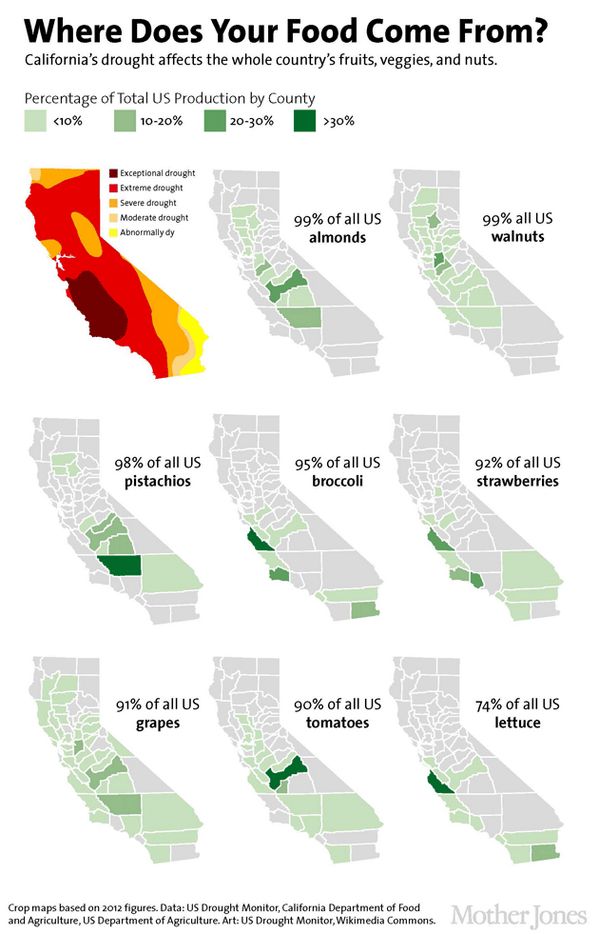 Where Does Your Food Come From?
California's drought affects the whole country's fruits, veggies, and nuts.
Percentage of Total US Production by County
<10%
10-20%
20-30%
>30%
Exceptional drought
Extreme drought
Severe drought
Moderate drought
Abnormally dy
99% of all US
almonds
99% all US
walnuts
98% of all US
pistachios
95% of all US
broccoli
92% of all US
strawberries
91% of all US
grapes
90% of all US
tomatoes
74% of all US
lettuce
Crop maps based on 2012 figures. Data: US Drought Monitor, California Department of Food
and Agriculture, US Department of Agriculture. Art: US Drought Monitor, Wikimedia Commons.
Mother Jones